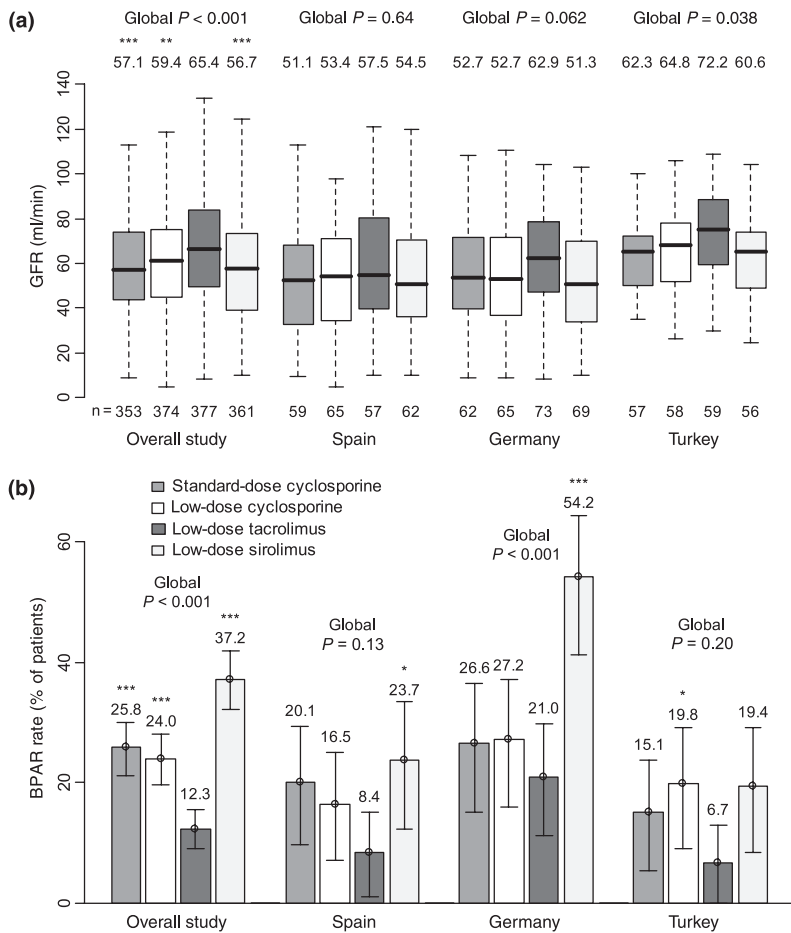 (a)
Global P < 0.001 Global P = 0.64 Global P = 0.062 Global P = 0.038
*** ** ***
57.1 59.4 65.4 56.7 51.1 53.4 57.5 54.5 52.7 52.7 62.9 51.3 62.3 64.8 72.2 60.6
140
120
100
80
60
40
20
0
GFR (ml/min)
n = 353 374 377 361 59 65 57 62 62 65 73 69 57 58 59 56
Overall study Spain Germany Turkey
(b)
Standard-dose cyclosporine
Low-dose cyclosporine
Low-dose tacrolimus
Low-dose sirolimus
60
40
20
0
BPAR rate (% of patients)
Global
P < 0.001
***
25.8
***
24.0
12.3
***
37.2
Global
P = 0.13
20.1
16.5
8.4
*
23.7
Global
P < 0.001
26.6
27.2
21.0
***
54.2
Global
P = 0.20
15.1
*
19.8
6.7
19.4
Overall study Spain Germany Turkey